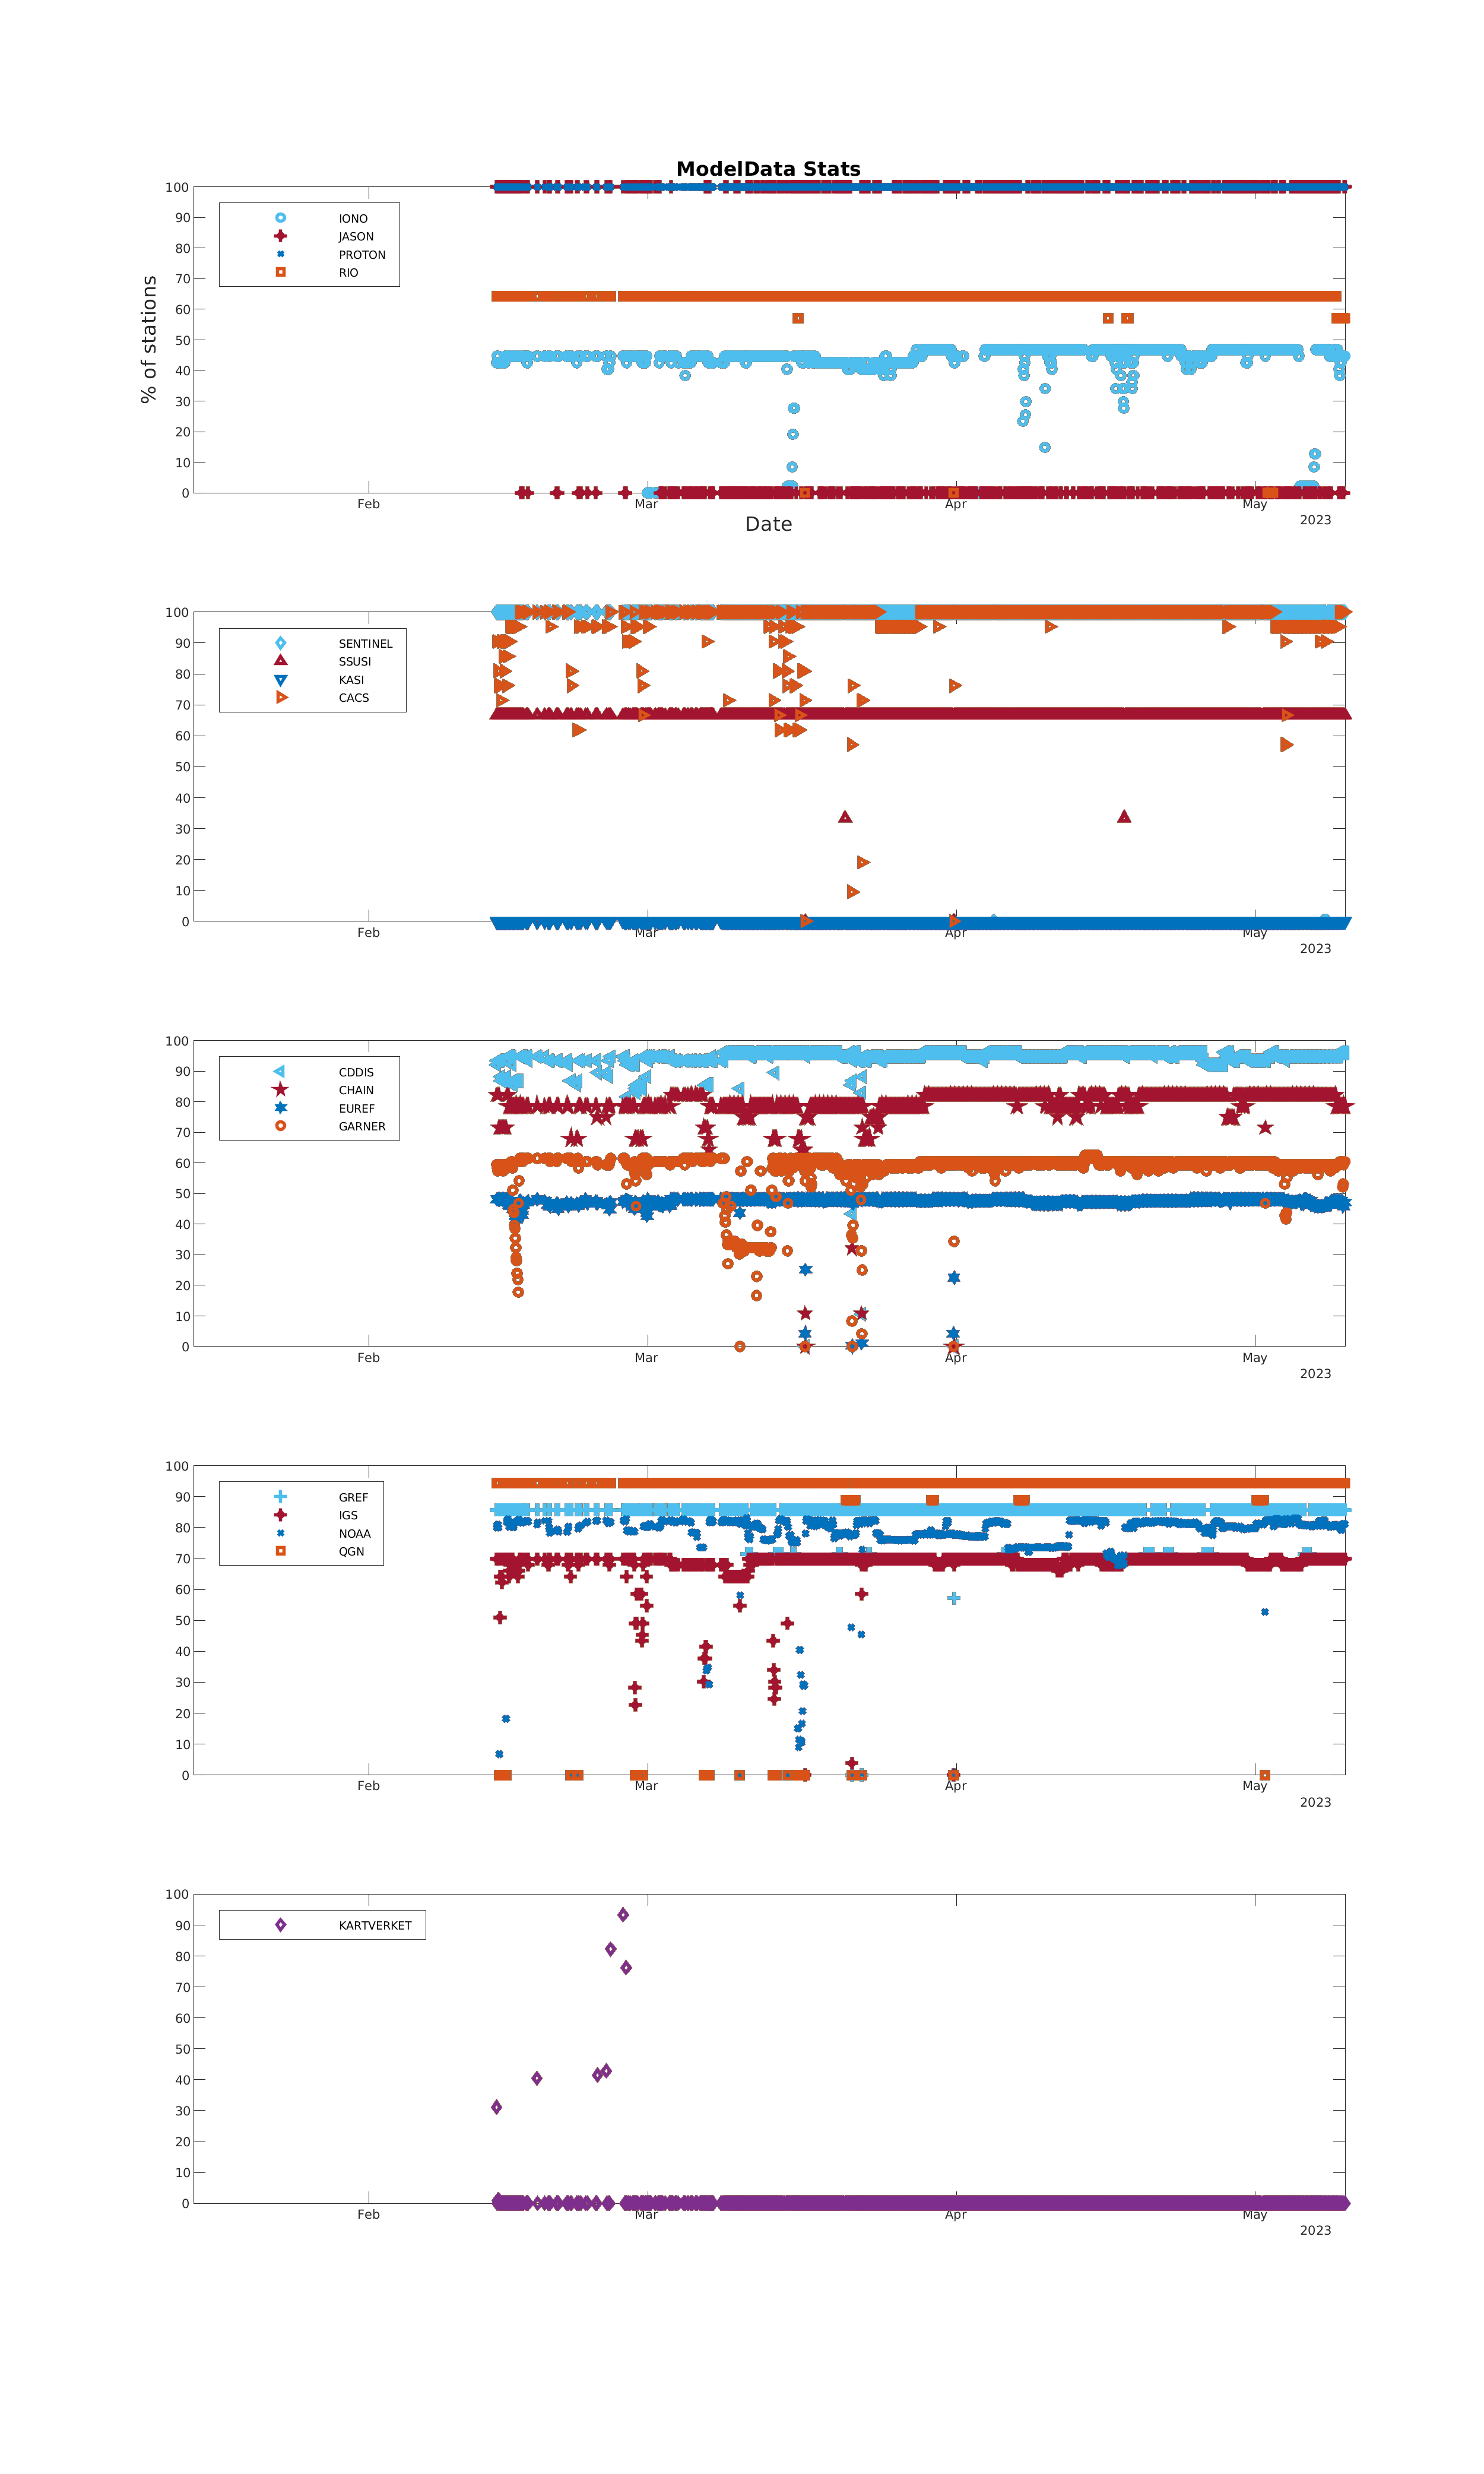 ModelData Stats
100
90
80
70
60
50
40
30
20
10
0
% of stations
IONO
JASON
PROTON
RIO
Feb Mar Apr May
2023
Date
100
90
80
70
60
50
40
30
20
10
0
SENTINEL
SSUSI
KASI
CACS
Feb Mar Apr May
2023
100
90
80
70
60
50
40
30
20
10
0
CDDIS
CHAIN
EUREF
GARNER
Feb Mar Apr May
2023
100
90
80
70
60
50
40
30
20
10
0
GREF
IGS
NOAA
QGN
Feb Mar Apr May
2023
100
90
80
70
60
50
40
30
20
10
0
KARTVERKET
Feb Mar Apr May
2023